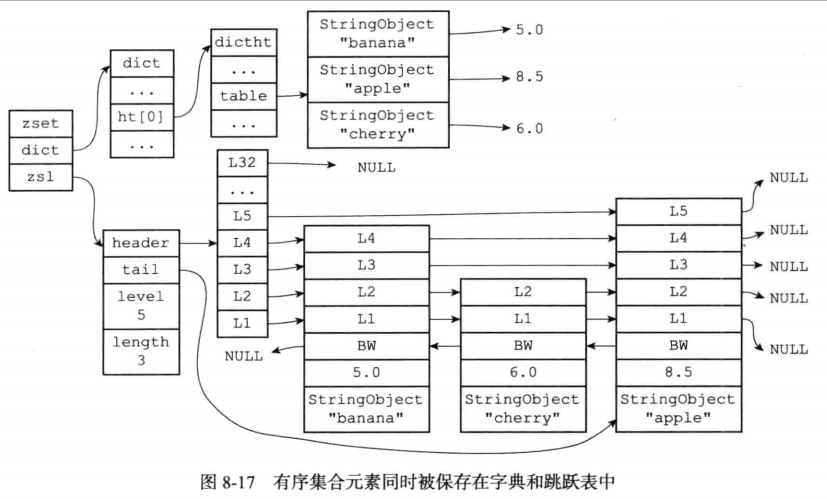 zset
dict
zsl
dict
...
ht[0]
...
dictht
...
table
...
StringObject
"banana"
5.0
StringObject
"apple"
8.5
StringObject
"cherry"
6.0
header
tail
level
5
length
3
L32
NULL
...
L5
L4
L3
L2
L1
NULL
L4
L3
L2
L1
BW
5.0
StringObject
"banana"
L2
L1
BW
6.0
StringObject
"cherry"
L5
L4
L3
L2
L1
BW
8.5
StringObject
"apple"
NULL
NULL
NULL
NULL
NULL
图 8-17 有序集合元素同时被保存在字典和跳跃表中